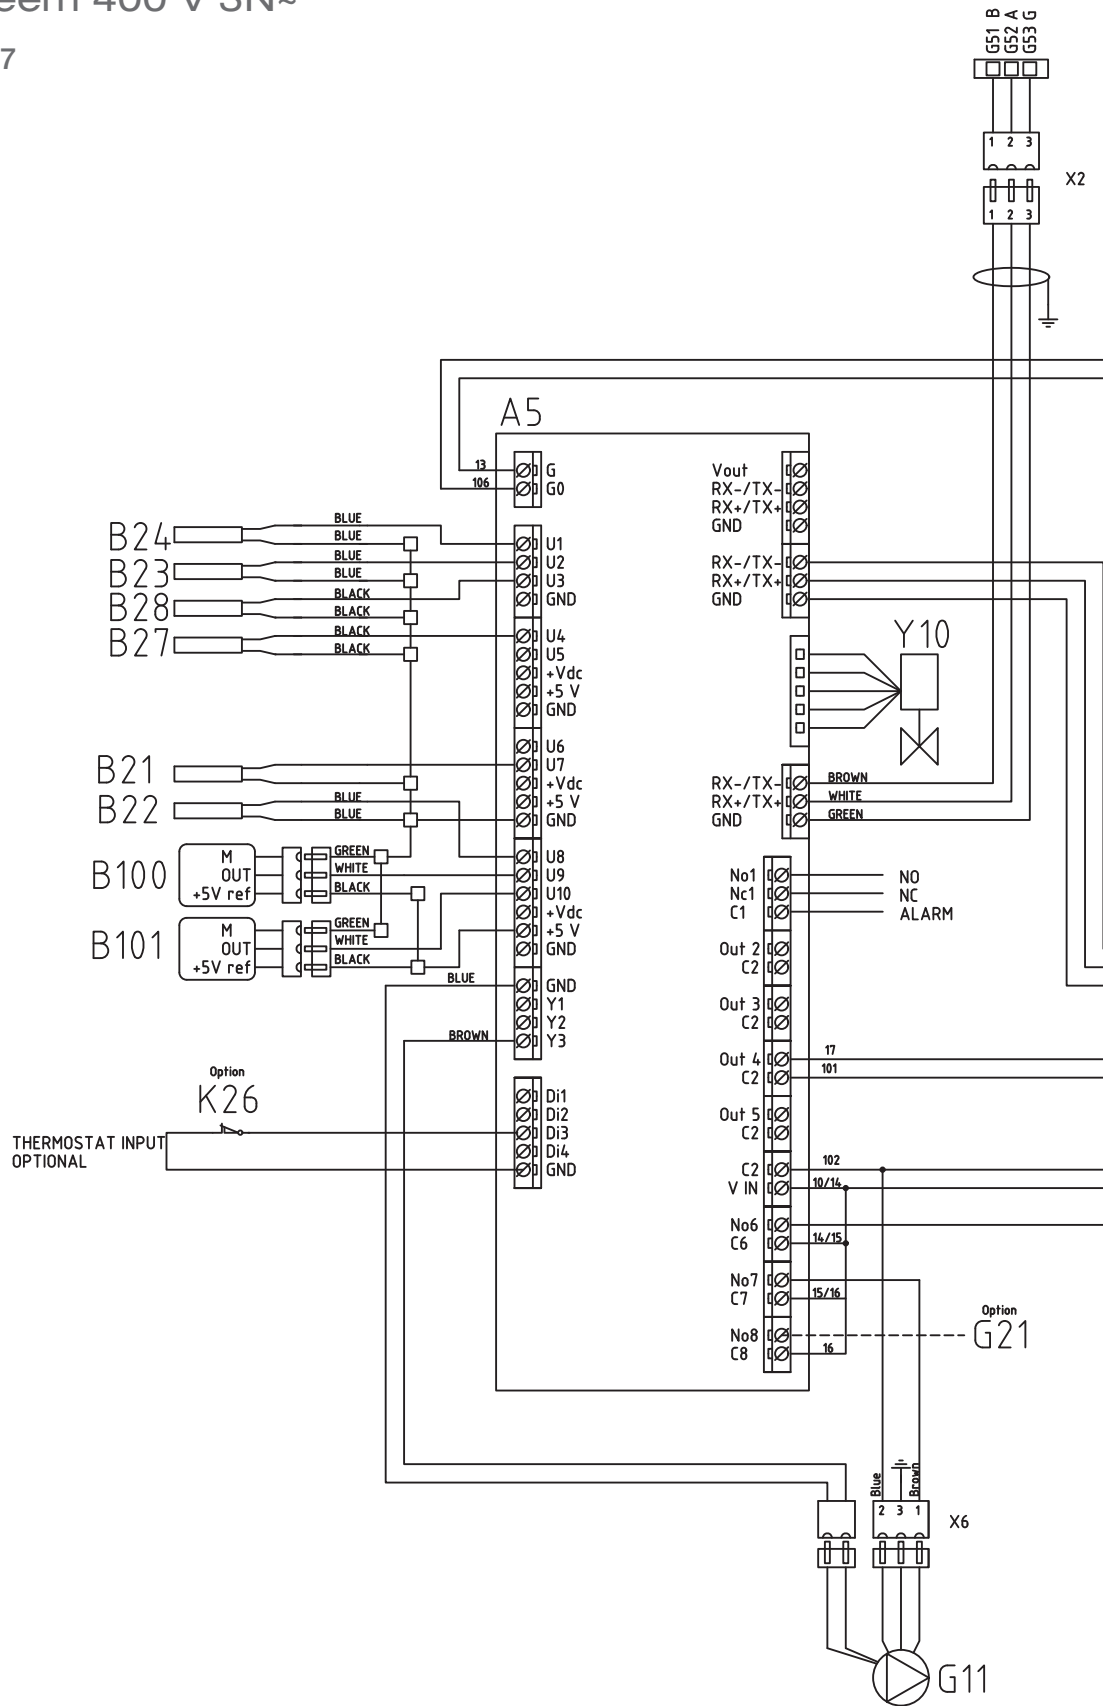 400 V 3N~
7
G51 B
G52 A
G53 G
1 2 3
X2
1 2 3
A5
13
G
106
G0
Vout
RX-/TX-
RX+/TX+
GND
B24
BLUE
BLUE
U1
B23
BLUE
BLUE
U2
U3
B28
BLACK
BLACK
GND
B27
BLACK
BLACK
U4
U5
+Vdc
+5 V
GND
RX-/TX-
RX+/TX+
GND
Y10
B21
U6
U7
+Vdc
B22
BLUE
BLUE
+5 V
GND
RX-/TX-
BROWN
RX+/TX+
WHITE
GND
GREEN
B100
M
OUT
+5V ref
GREEN
WHITE
BLACK
U8
U9
U10
+Vdc
+5 V
GND
B101
M
OUT
+5V ref
GREEN
WHITE
BLACK
No1
NO
Nc1
NC
C1
ALARM
Out 2
C2
BLUE
GND
Y1
Y2
BROWN
Y3
Out 3
C2
Out 4
17
C2
101
Option
K26
THERMOSTAT INPUT
OPTIONAL
Di1
Di2
Di3
Di4
GND
Out 5
C2
C2
102
V IN
10/14
No6
C6
14/15
No7
C7
15/16
No8
C8
16
Option
G21
Blue
Brown
2 3 1
X6
G11